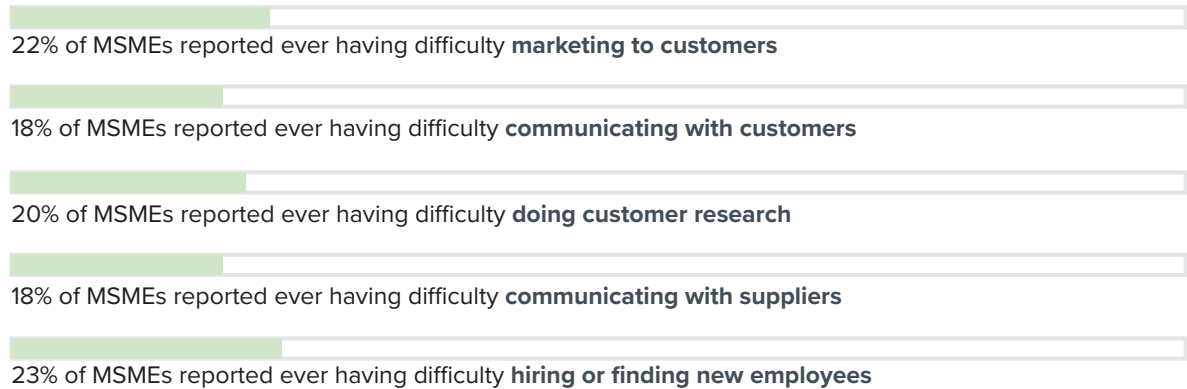 22% of MSMEs reported ever having difficulty marketing to customers
18% of MSMEs reported ever having difficulty communicating with customers
20% of MSMEs reported ever having difficulty doing customer research
18% of MSMEs reported ever having difficulty communicating with suppliers
23% of MSMEs reported ever having difficulty hiring or finding new employees